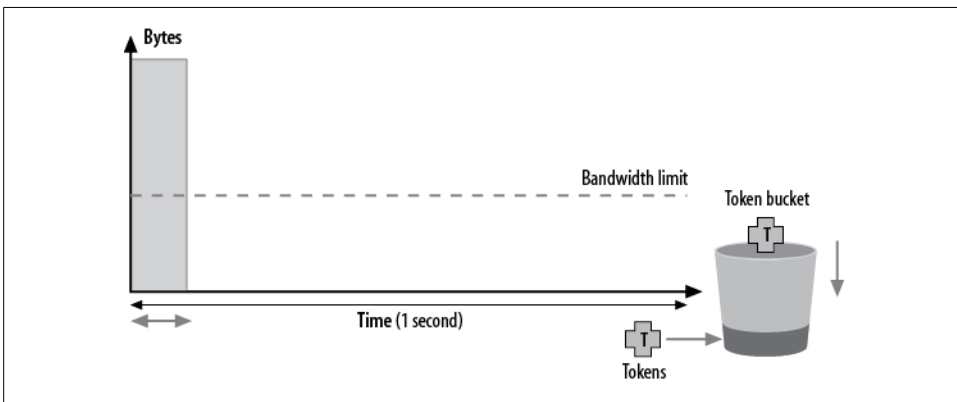 Bytes
Bandwidth limit
Token bucket
T
Time (1 second)
T
Tokens